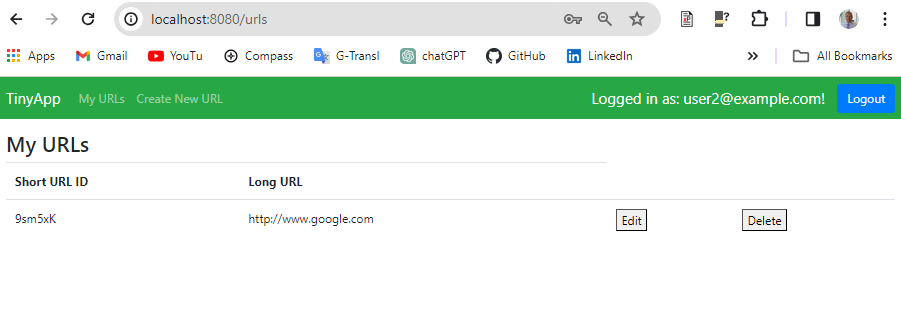 localhost:8080/urls
Apps Gmail YouTu Compass G-Transl chatGPT GitHub LinkedIn » All Bookmarks
TinyApp My URLs Create New URL Logged in as: user2@example.com! Logout
My URLs
Short URL ID Long URL
9sm5xK http://www.google.com Edit Delete